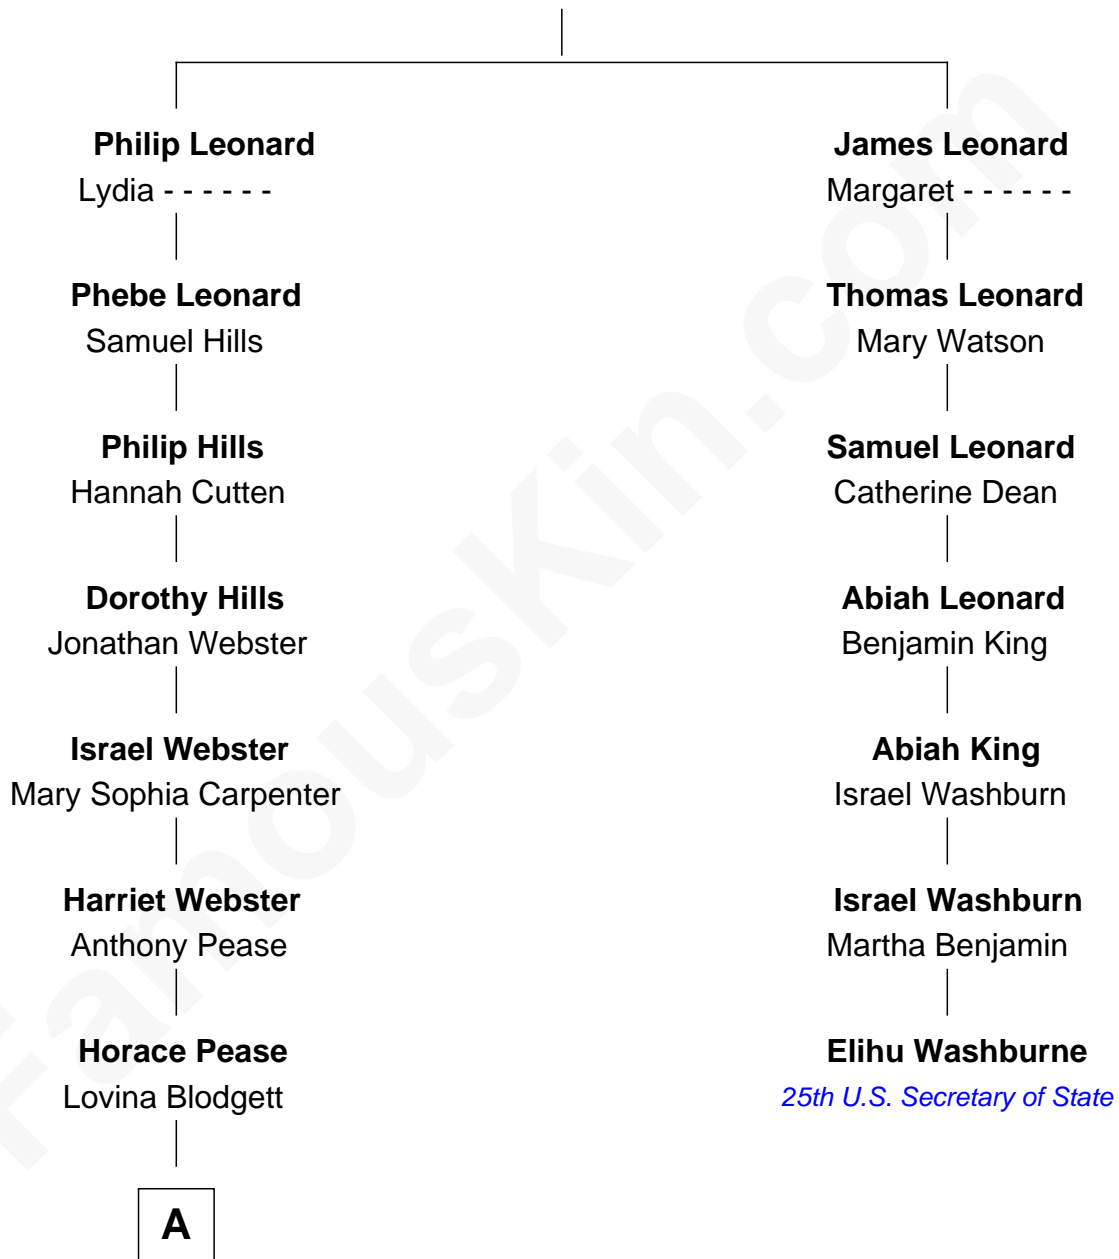 Philip Leonard
Lydia - - - - - -
Phebe Leonard
Samuel Hills
Philip Hills
Hannah Cutten
Dorothy Hills
Jonathan Webster
Israel Webster
Mary Sophia Carpenter
Harriet Webster
Anthony Pease
Horace Pease
Lovina Blodgett
A
James Leonard
Margaret - - - - - -
Thomas Leonard
Mary Watson
Samuel Leonard
Catherine Dean
Abiah Leonard
Benjamin King
Abiah King
Israel Washburn
Israel Washburn
Martha Benjamin
Elihu Washburne
25th U.S. Secretary of State
FamousKin.com